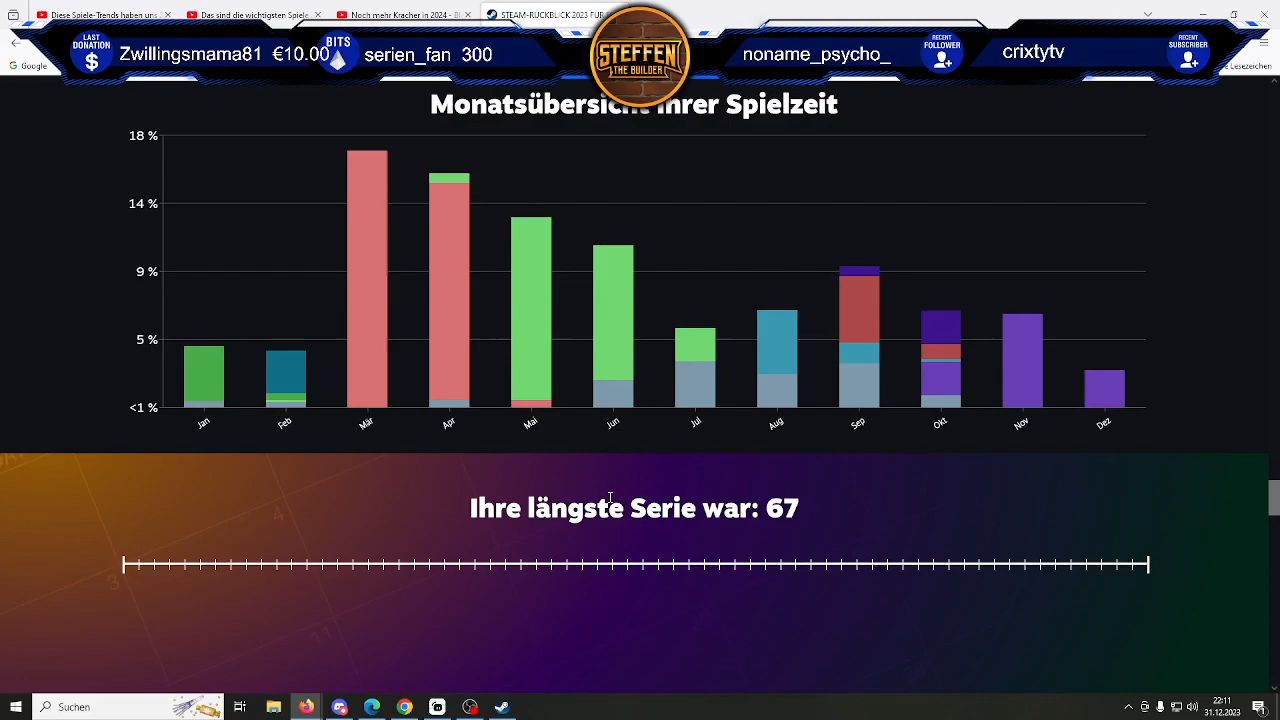 Diese Spiele-Trends haben
Das sind die wichtigsten Spiele
Noch mehr Kracher in 2024 -
STEAM-RÜCKBLICK 2023 FÜR
LAST DONATION
$
Zwillingsmama81 €10.00
BITS
serien_fan 300
STEFFEN
THE BUILDER
noname_psycho_
RECENT FOLLOWER
crixtytv
RECENT SUBSCRIBER
Google
Lesezeichen
Monatsübersicht Ihrer Spielzeit
18 %
14 %
9 %
5 %
<1 %
Jan Feb Mär Apr Mai Jun Jul Aug Sep Okt Nov Dez
Ihre längste Serie war: 67
4
3
11
Suchen
22:11
31.12.2023